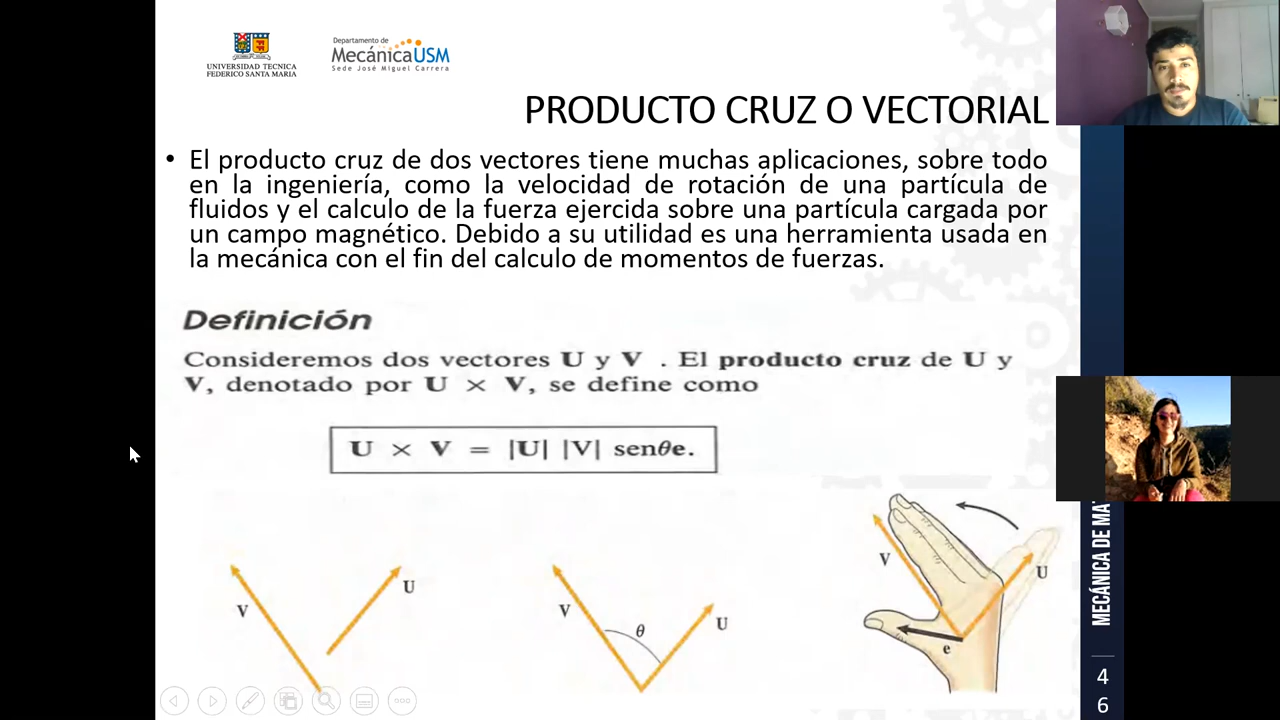 UNIVERSIDAD TECNICA
FEDERICO SANTA MARIA
Departamento de
MecánicaUSM
Sede José Miguel Carrera
PRODUCTO CRUZ O VECTORIAL
• El producto cruz de dos vectores tiene muchas aplicaciones, sobre todo
en la ingeniería, como la velocidad de rotación de una partícula de
fluidos y el calculo de la fuerza ejercida sobre una partícula cargada por
un campo magnético. Debido a su utilidad es una herramienta usada en
la mecánica con el fin del calculo de momentos de fuerzas.
Definición
Consideremos dos vectores U y V . El producto cruz de U y
V, denotado por U × V, se define como
U × V = |U| |V| senθe.
V
U
V
θ
U
V
U
e
MECÁNICA DE MA
4
6